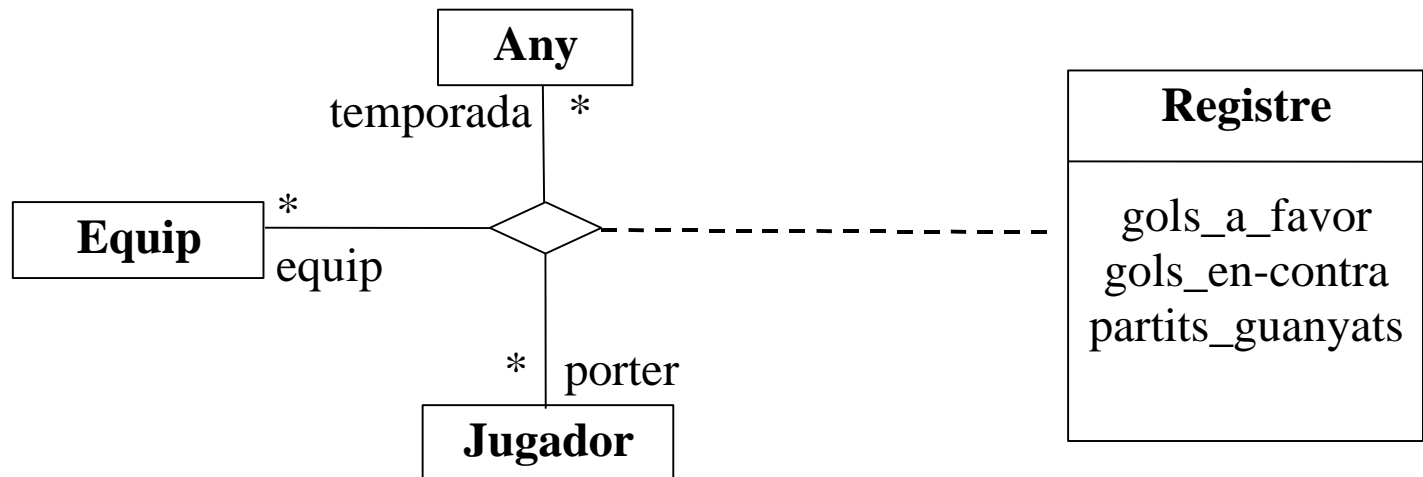 Any
temporada *
Registre
*
Equip
equip
gols_a_favor
gols_en-contra
partits_guanyats
* porter
Jugador